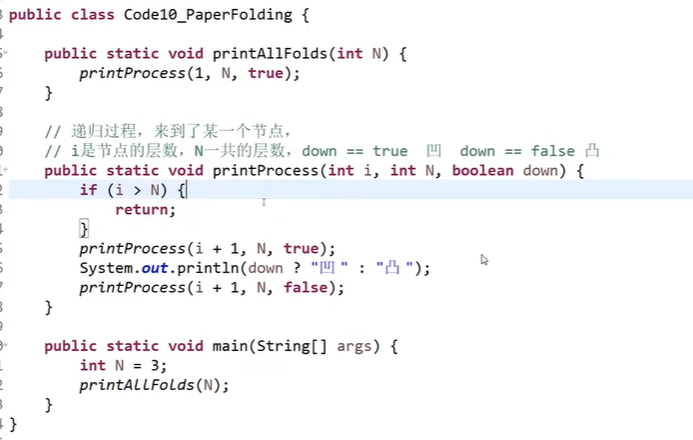 public class Code10_PaperFolding {
public static void printAllFolds(int N) {
printProcess(1, N, true);
}
// 递归过程，来到了某一个节点，
// i是节点的层数，N一共的层数，down == true 凹 down == false 凸
public static void printProcess(int i, int N, boolean down) {
if (i > N) {
return;
}
printProcess(i + 1, N, true);
System.out.println(down ? "凹 " : "凸 ");
printProcess(i + 1, N, false);
}
public static void main(String[] args) {
int N = 3;
printAllFolds(N);
}
}